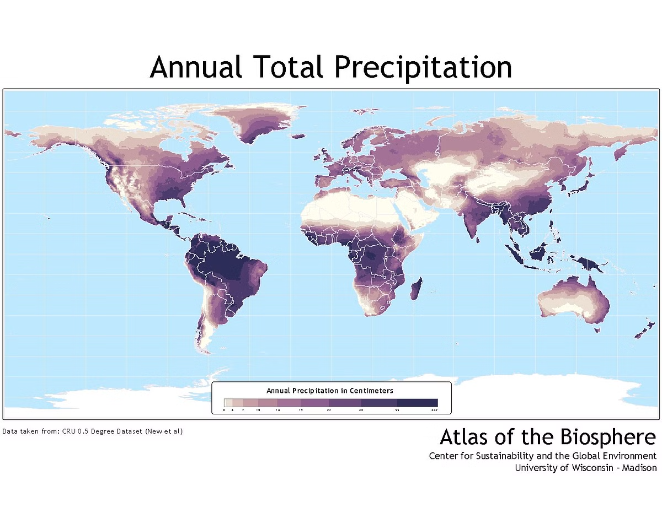 Annual Total Precipitation
Annual Precipitation in Centimeters
Data taken from: CRU 0.5 Degree Dataset (New et al)
Atlas of the Biosphere
Center for Sustainability and the Global Environment
University of Wisconsin - Madison